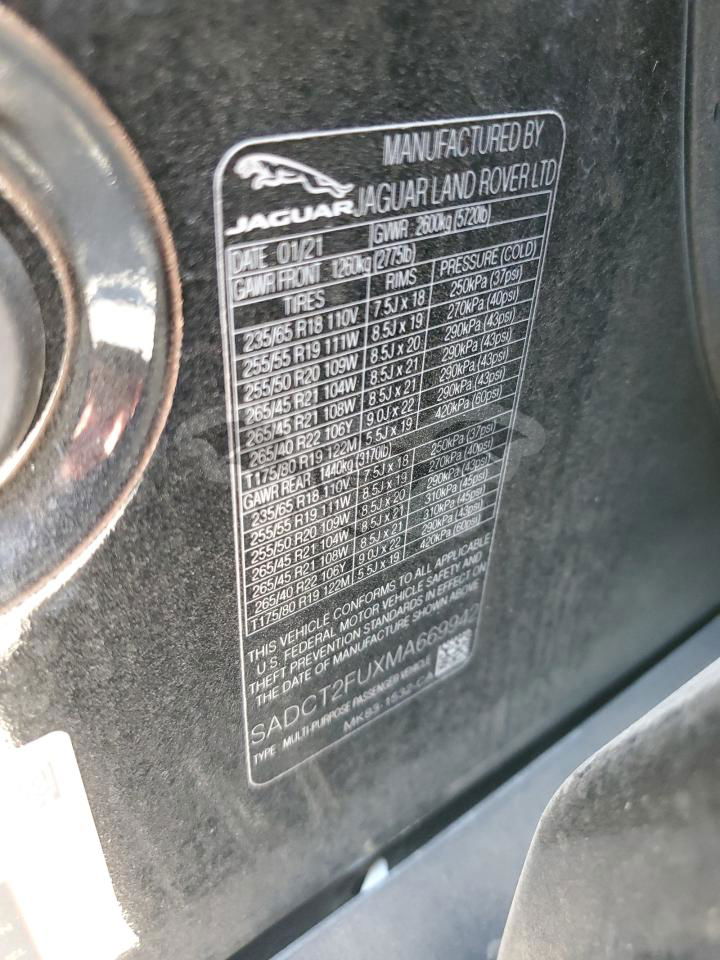 MANUFACTURED BY
JAGUAR JAGUAR LAND ROVER LTD
DATE 01/21 GVWR 2600kg (5720lb)
GAWR FRONT 1260kg (2775lb)
TIRES RIMS PRESSURE (COLD)
235/65 R18 110V 7.5J x 18 250kPa (37psi)
255/55 R19 111W 8.5J x 19 270kPa (40psi)
255/50 R20 109W 8.5J x 20 290kPa (43psi)
265/45 R21 104W 8.5J x 21 290kPa (43psi)
265/45 R21 108W 8.5J x 21 290kPa (43psi)
265/40 R22 106Y 9.0J x 22 290kPa (43psi)
T175/80 R19 122M 5.5J x 19 420kPa (60psi)
GAWR REAR 1440kg (3170lb)
235/65 R18 110V 7.5J x 18 250kPa (37psi)
255/55 R19 111W 8.5J x 19 270kPa (40psi)
255/50 R20 109W 8.5J x 20 290kPa (43psi)
265/45 R21 104W 8.5J x 21 310kPa (45psi)
265/45 R21 108W 8.5J x 21 310kPa (45psi)
265/40 R22 106Y 9.0J x 22 290kPa (43psi)
T175/80 R19 122M 5.5J x 19 420kPa (60psi)
THIS VEHICLE CONFORMS TO ALL APPLICABLE
U.S. FEDERAL MOTOR VEHICLE SAFETY AND
THEFT PREVENTION STANDARDS IN EFFECT ON
THE DATE OF MANUFACTURE SHOWN ABOVE
SADCT2FUXMA669942
TYPE : MULTI-PURPOSE PASSENGER VEHICLE
MK83-1532-CA